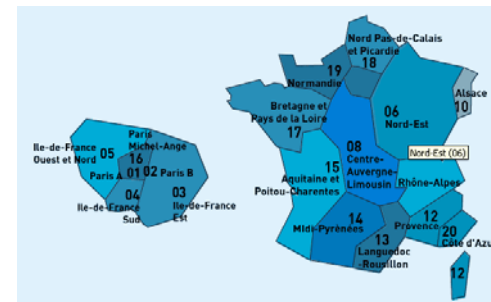 Nord Pas-de-Calais
et Picardie
18
19
Normandie
Alsace
10
06
Nord-Est
Bretagne et
Pays de la Loire
17
Nord-Est (06)
08
Centre-
Auvergne-
Limousin
Rhône-Alpes
15
Aquitaine et
Poitou-Charentes
14
Midi-Pyrénées
13
Languedoc
-Rousillon
12
Provence
20
Côte d'Azu
12
Paris
Michel-Ange
16
Ile-de-France
Ouest et Nord
05
Paris A
01
02
Paris B
04
Ile-de-France
Sud
03
Ile-de-France
Est